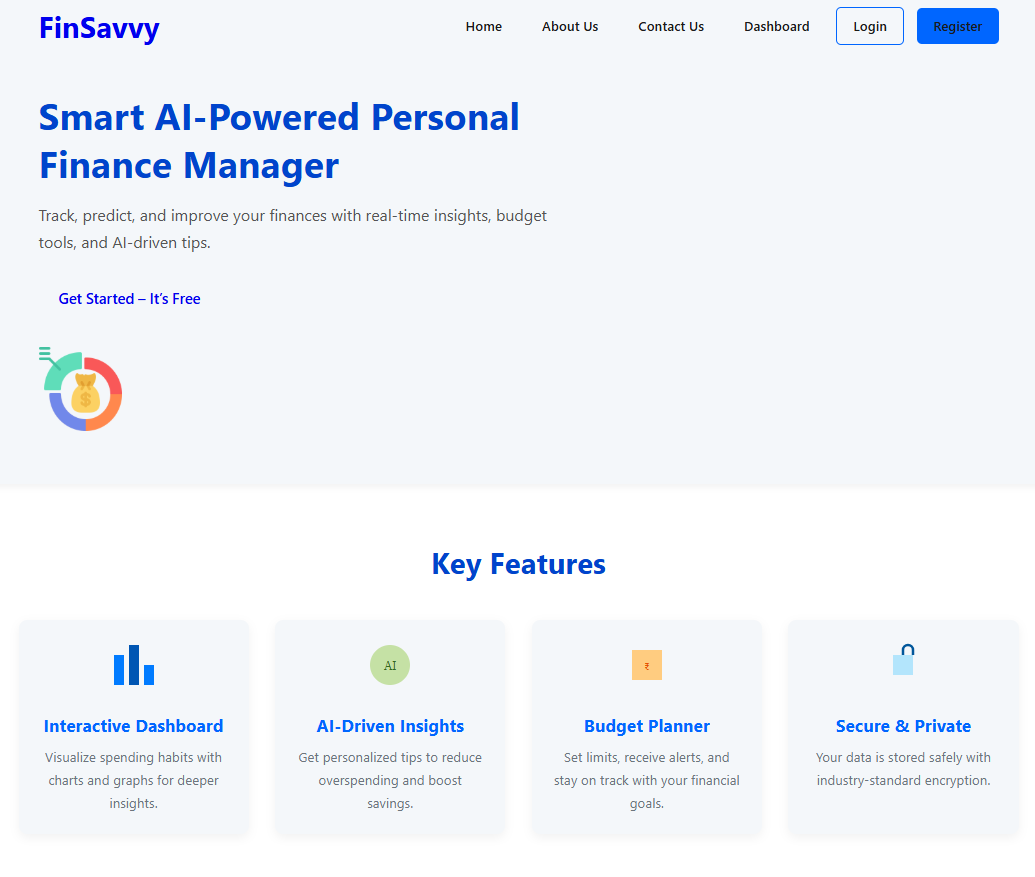 FinSavvy
Home
About Us
Contact Us
Dashboard
Login
Register
Smart AI-Powered Personal
Finance Manager
Track, predict, and improve your finances with real-time insights, budget
tools, and AI-driven tips.
Get Started – It’s Free
$
Key Features
AI
₹
Interactive Dashboard
Visualize spending habits with
charts and graphs for deeper
insights.
AI-Driven Insights
Get personalized tips to reduce
overspending and boost
savings.
Budget Planner
Set limits, receive alerts, and
stay on track with your financial
goals.
Secure & Private
Your data is stored safely with
industry-standard encryption.